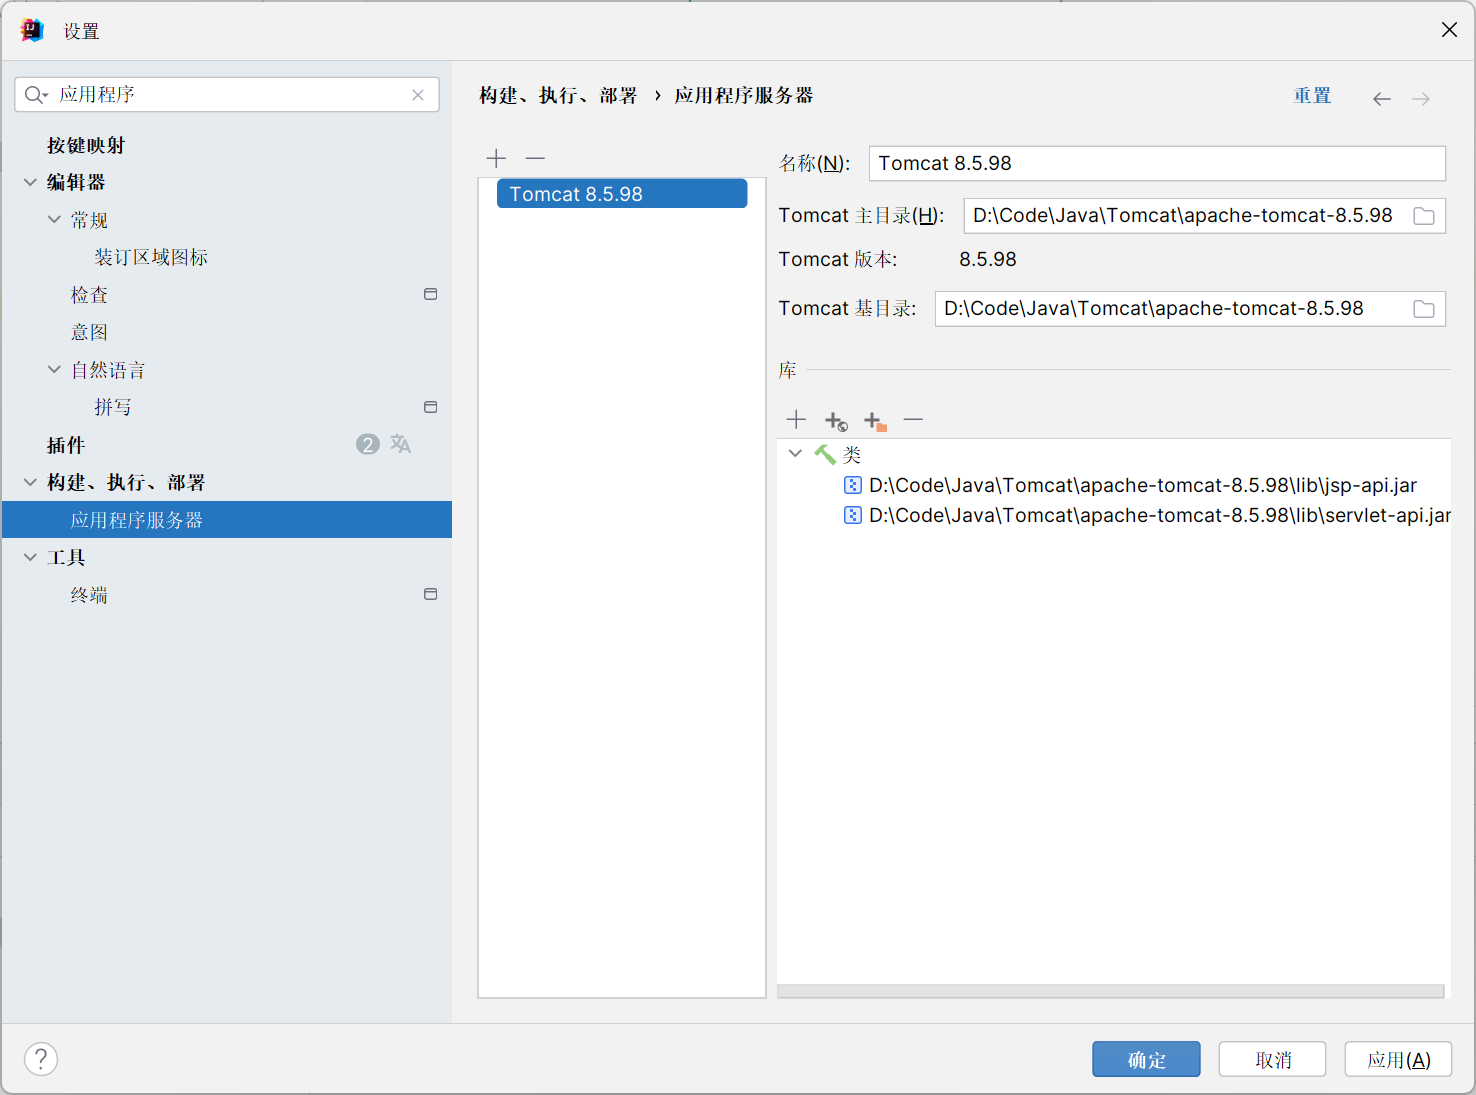 设置
应用程序
按键映射
编辑器
常规
装订区域图标
检查
意图
自然语言
拼写
插件 2
构建、执行、部署
应用程序服务器
工具
终端
构建、执行、部署 › 应用程序服务器
重置
Tomcat 8.5.98
名称(N): Tomcat 8.5.98
Tomcat 主目录(H): D:\Code\Java\Tomcat\apache-tomcat-8.5.98
Tomcat 版本: 8.5.98
Tomcat 基目录: D:\Code\Java\Tomcat\apache-tomcat-8.5.98
库
类
D:\Code\Java\Tomcat\apache-tomcat-8.5.98\lib\jsp-api.jar
D:\Code\Java\Tomcat\apache-tomcat-8.5.98\lib\servlet-api.jar
?
确定 取消 应用(A)